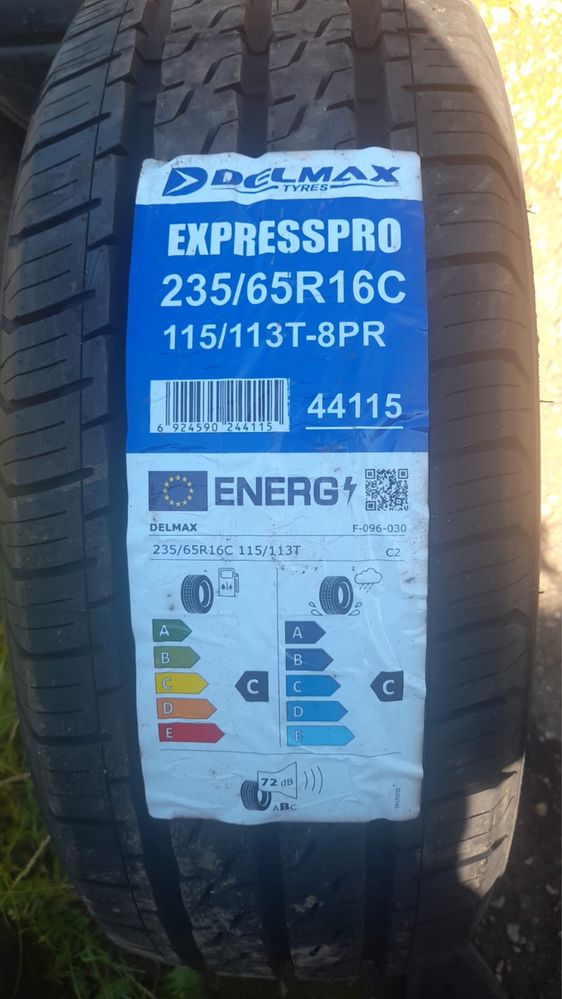 DELMAX
TYRES
EXPRESSPRO
235/65R16C
115/113T-8PR
6 924590 244115
44115
ENERG
DELMAX F-096-030
235/65R16C 115/113T C2
A A
B B
C C C C
D D
E E
72 dB
ABC